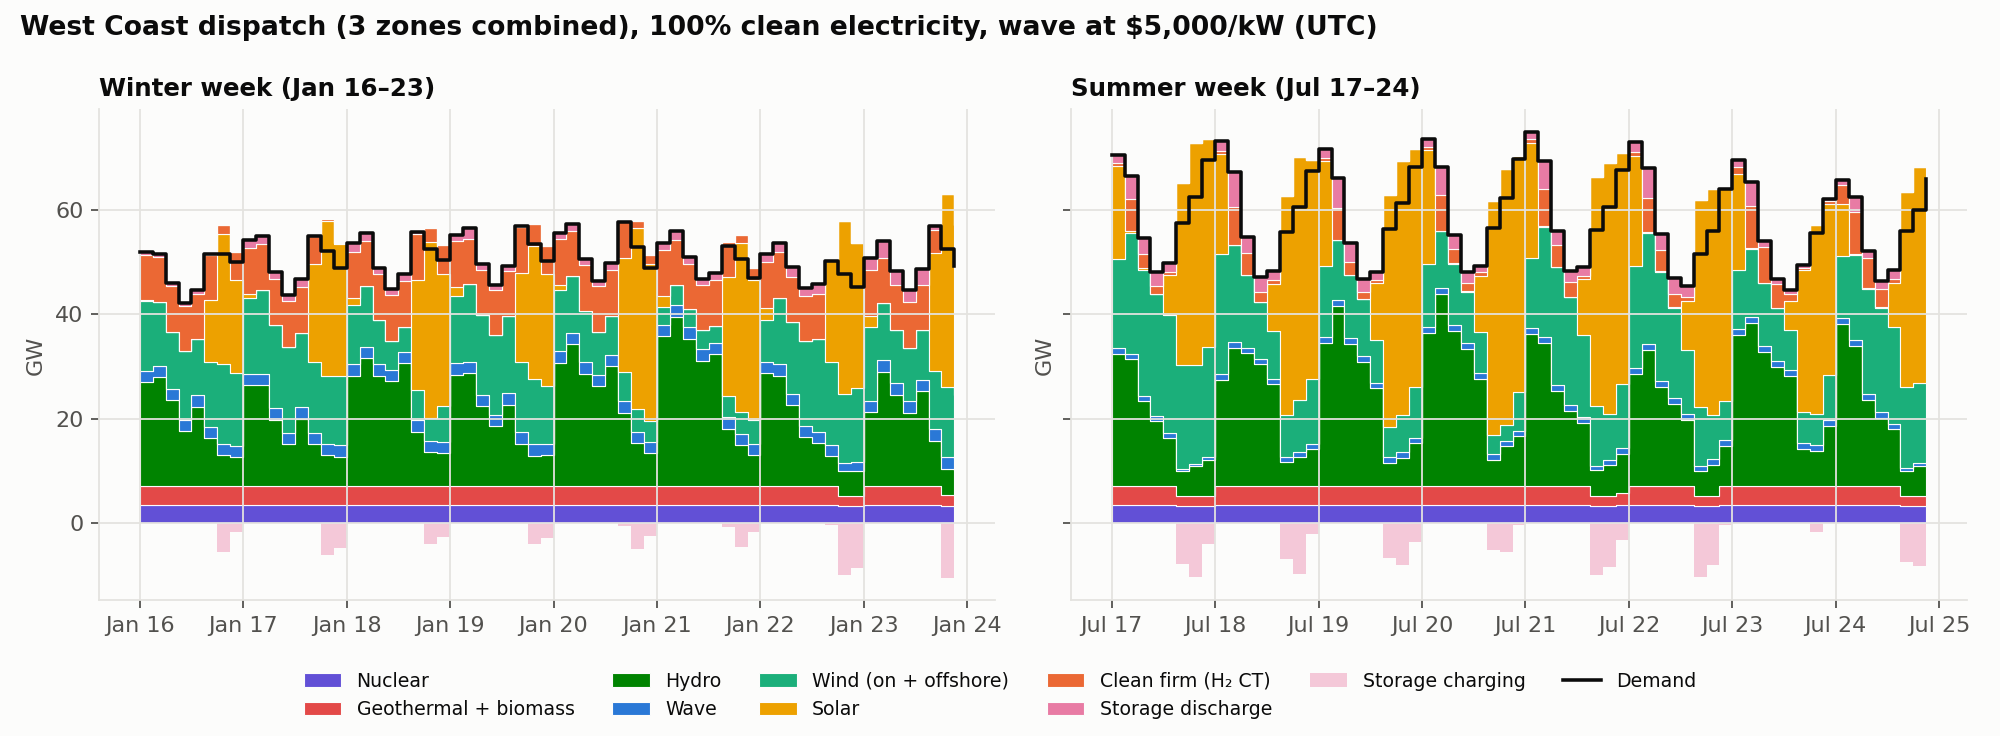 West Coast dispatch (3 zones combined), 100% clean electricity, wave at $5,000/kW (UTC)
Winter week (Jan 16–23)
Summer week (Jul 17–24)
GW
60
40
20
0
GW
Jan 16 Jan 17 Jan 18 Jan 19 Jan 20 Jan 21 Jan 22 Jan 23 Jan 24
Jul 17 Jul 18 Jul 19 Jul 20 Jul 21 Jul 22 Jul 23 Jul 24 Jul 25
Nuclear Hydro Wind (on + offshore) Clean firm (H₂ CT) Storage charging Demand
Geothermal + biomass Wave Solar Storage discharge